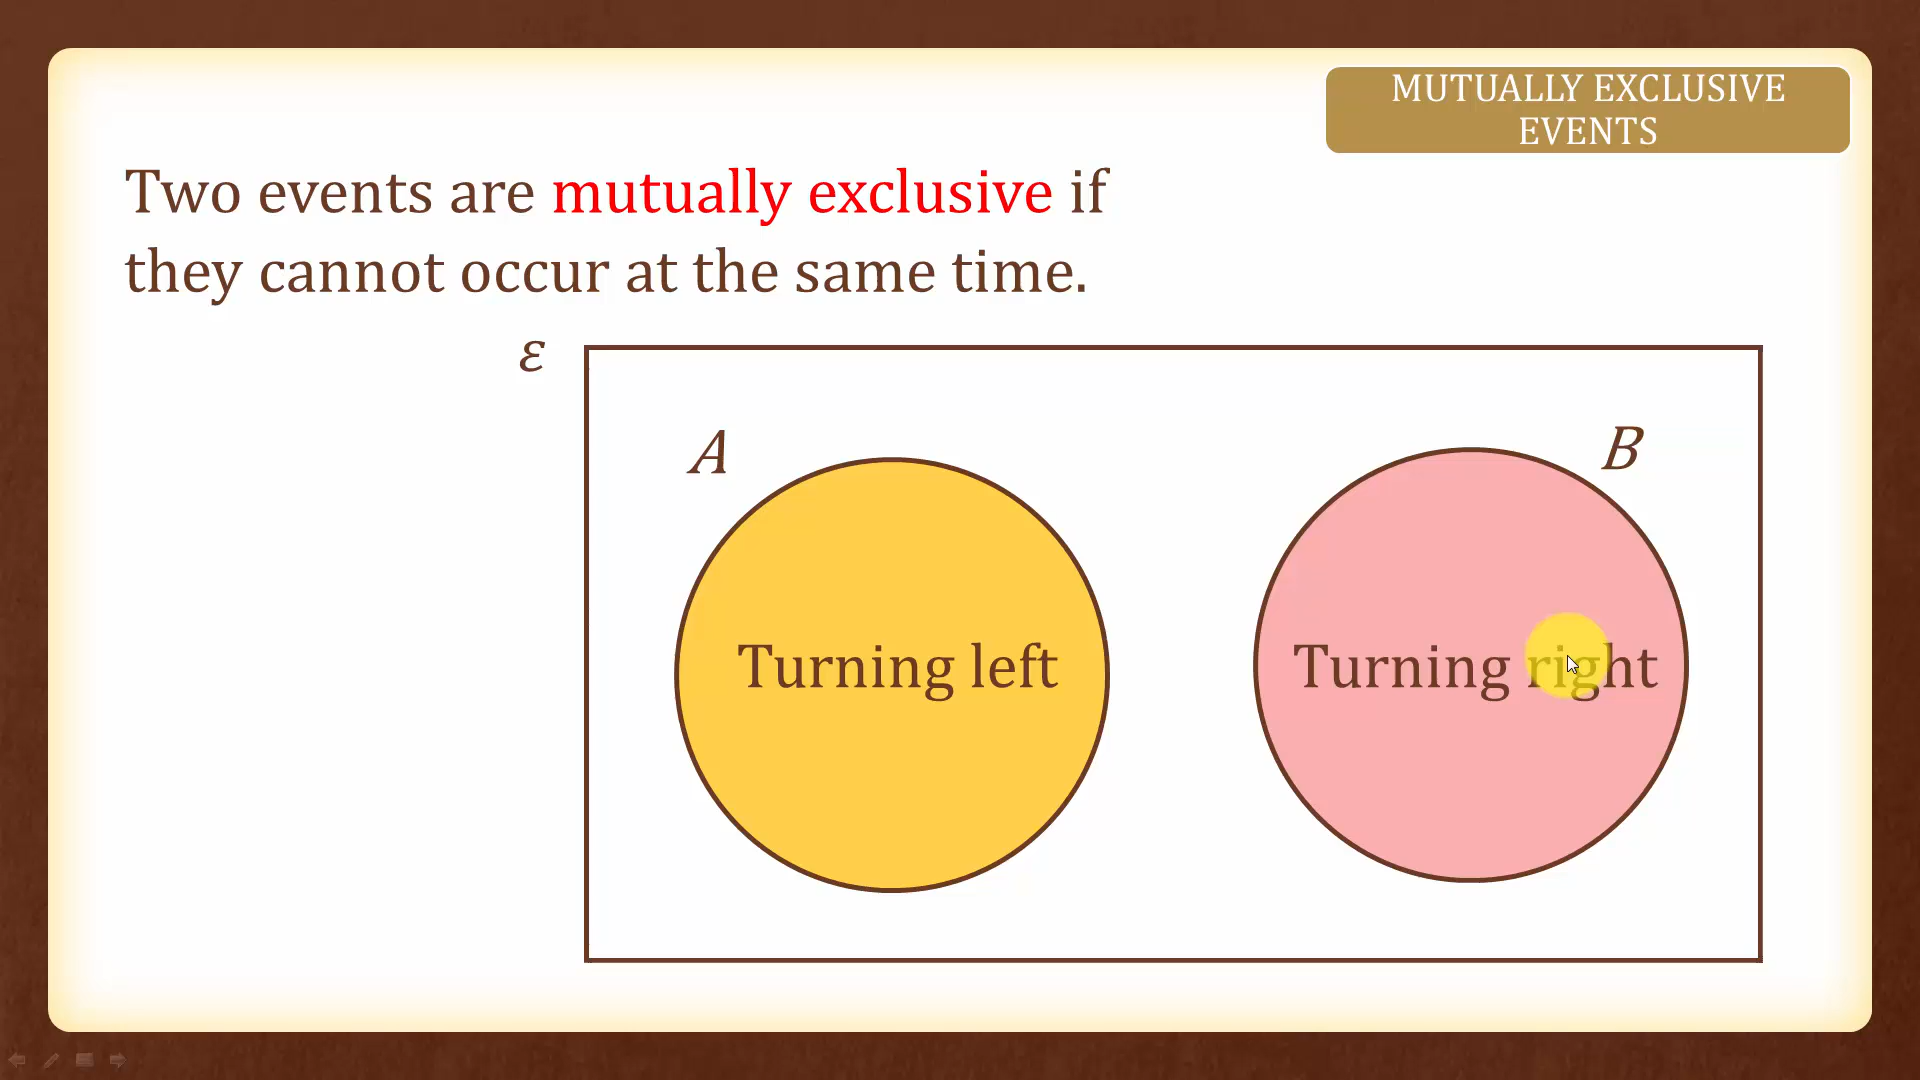 MUTUALLY EXCLUSIVE
EVENTS
Two events are mutually exclusive if
they cannot occur at the same time.
ε
A
B
Turning left
Turning right